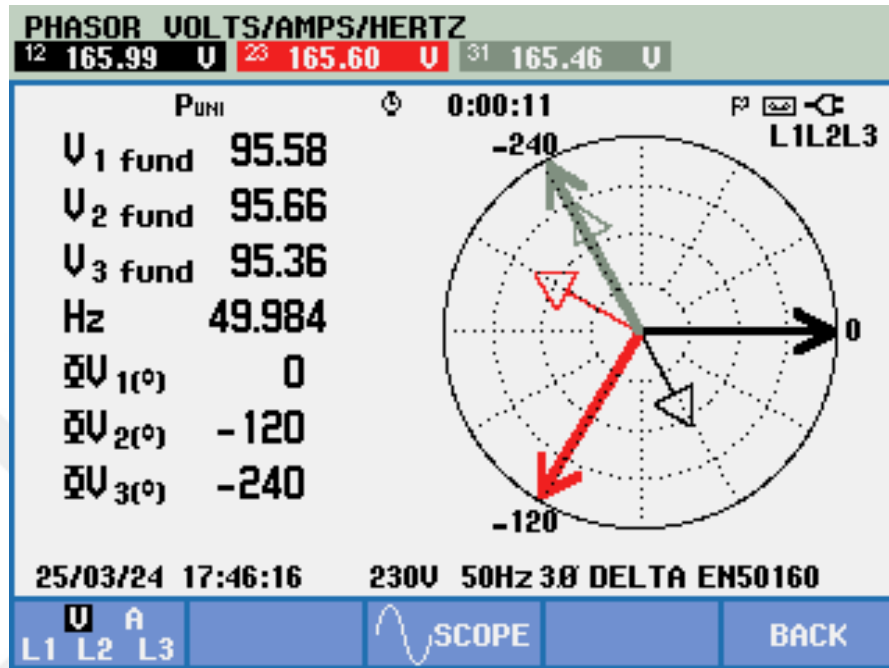 PHASOR VOLTS/AMPS/HERTZ
12 165.99 V 23 165.60 V 31 165.46 V
PUNI 0:00:11
L1L2L3
V1 fund 95.58
V2 fund 95.66
V3 fund 95.36
Hz 49.984
ΦV1(°) 0
ΦV2(°) -120
ΦV3(°) -240
-240
0
-120
25/03/24 17:46:16 230V 50Hz 3Ø DELTA EN50160
V A
L1 L2 L3
SCOPE
BACK